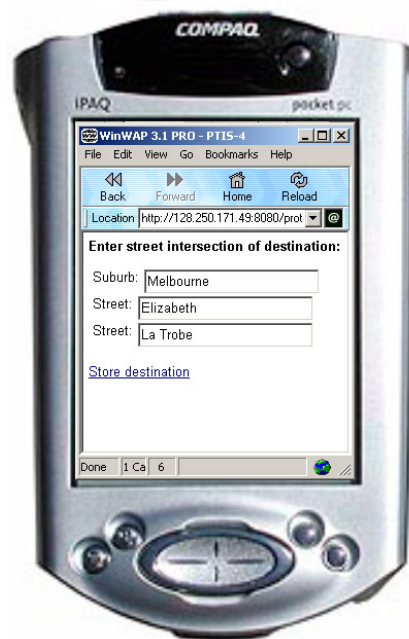 COMPAQ
iPAQ pocket pc
WinWAP 3.1 PRO - PTIS-4
File Edit View Go Bookmarks Help
Back Forward Home Reload
Location http://128.250.171.49:8080/prot @
Enter street intersection of destination:
Suburb: Melbourne
Street: Elizabeth
Street: La Trobe
Store destination
Done 1 Ca 6